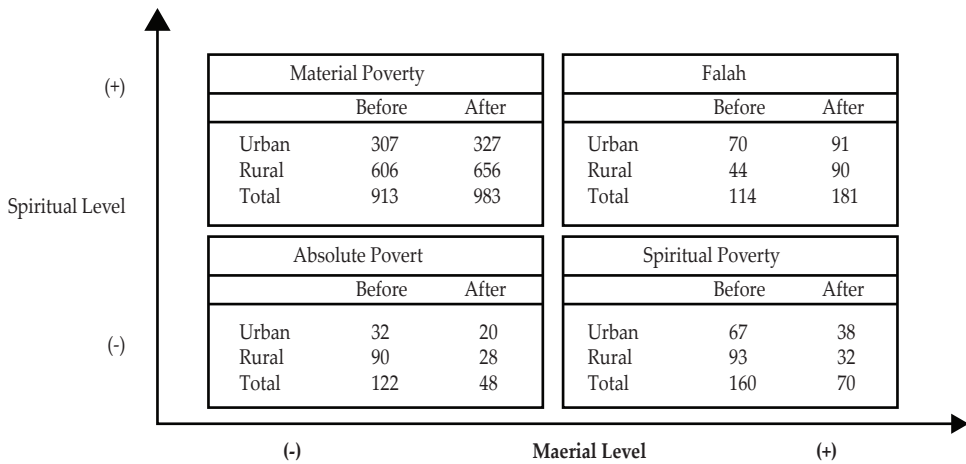 Material Poverty
Before After
Urban 307 327
Rural 606 656
Total 913 983
Falah
Before After
Urban 70 91
Rural 44 90
Total 114 181
(+)
Spiritual Level
(-)
Absolute Povert
Before After
Urban 32 20
Rural 90 28
Total 122 48
Spiritual Poverty
Before After
Urban 67 38
Rural 93 32
Total 160 70
(-) Maerial Level (+)